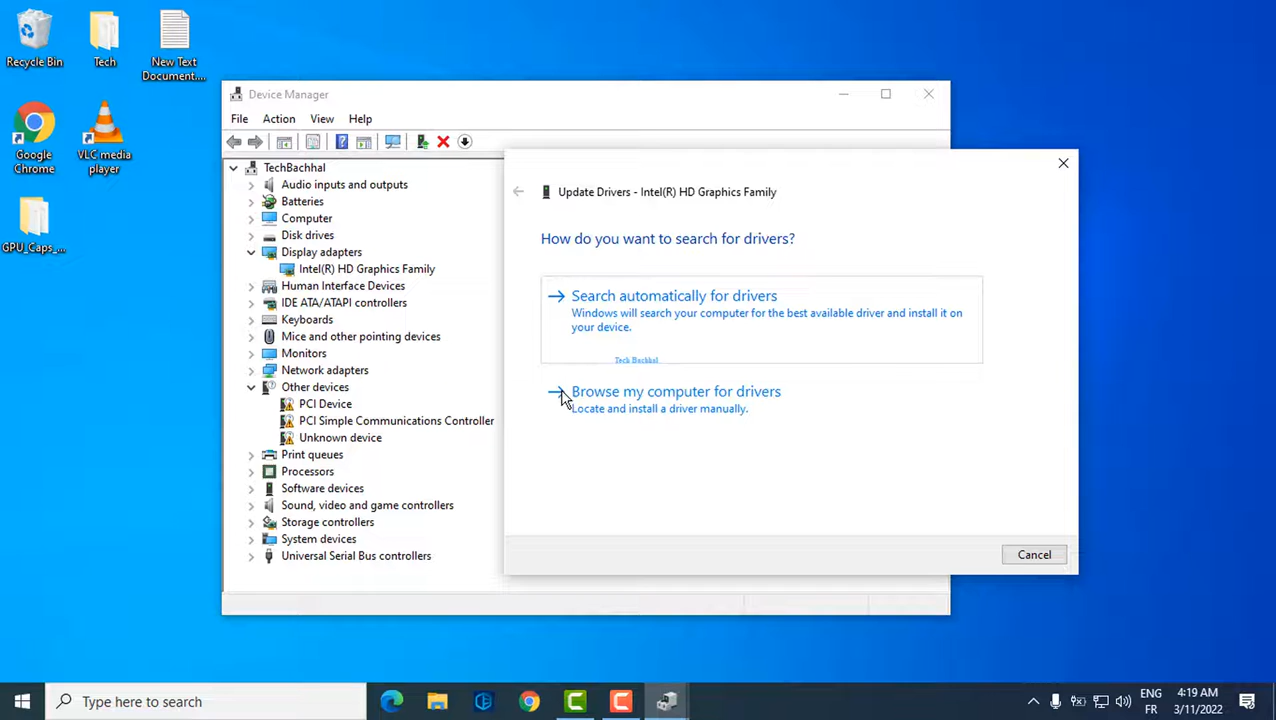 Recycle Bin
Tech
New Text
Document....
Google
Chrome
VLC media
player
GPU_Caps_...
Device Manager
File Action View Help
TechBachhal
Audio inputs and outputs
Batteries
Computer
Disk drives
Display adapters
Intel(R) HD Graphics Family
Human Interface Devices
IDE ATA/ATAPI controllers
Keyboards
Mice and other pointing devices
Monitors
Network adapters
Other devices
PCI Device
PCI Simple Communications Controller
Unknown device
Print queues
Processors
Software devices
Sound, video and game controllers
Storage controllers
System devices
Universal Serial Bus controllers
Update Drivers - Intel(R) HD Graphics Family
How do you want to search for drivers?
Search automatically for drivers
Windows will search your computer for the best available driver and install it on
your device.
Tech Bachhal
Browse my computer for drivers
Locate and install a driver manually.
Cancel
Type here to search
ENG
FR
4:19 AM
3/11/2022